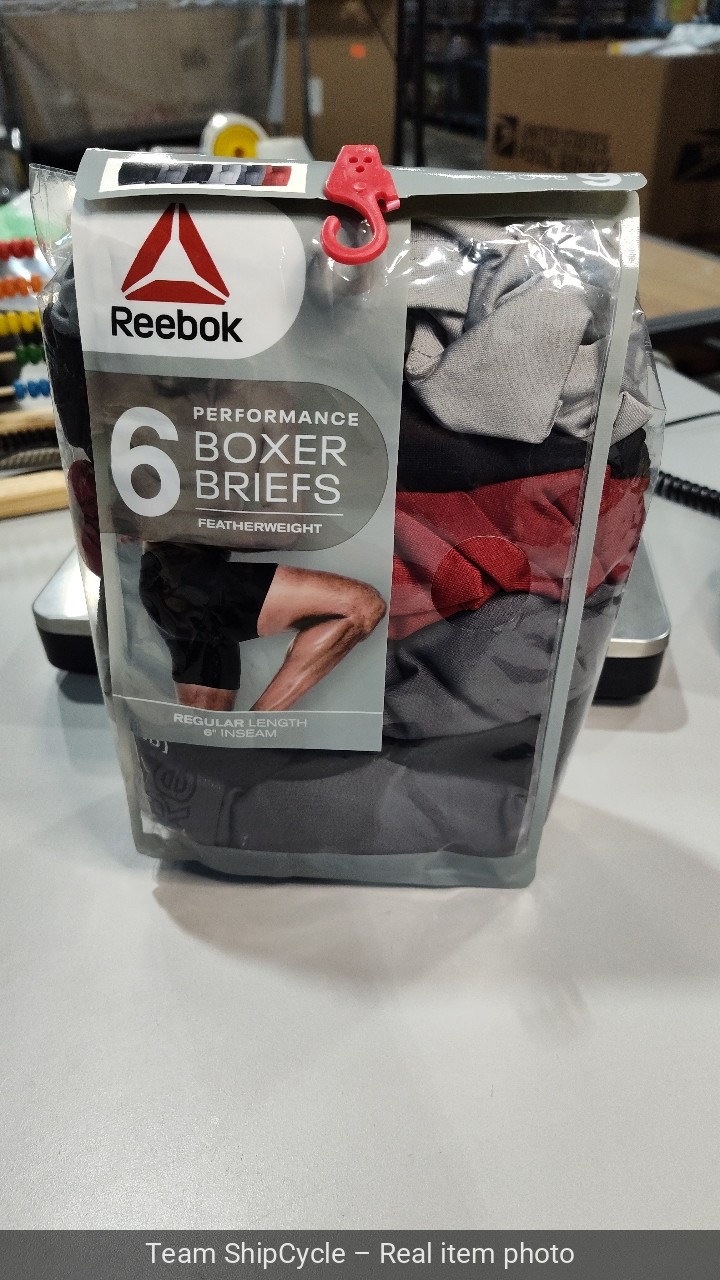 Reebok
6
PERFORMANCE
BOXER
BRIEFS
FEATHERWEIGHT
REGULAR LENGTH
6" INSEAM
Team ShipCycle – Real item photo